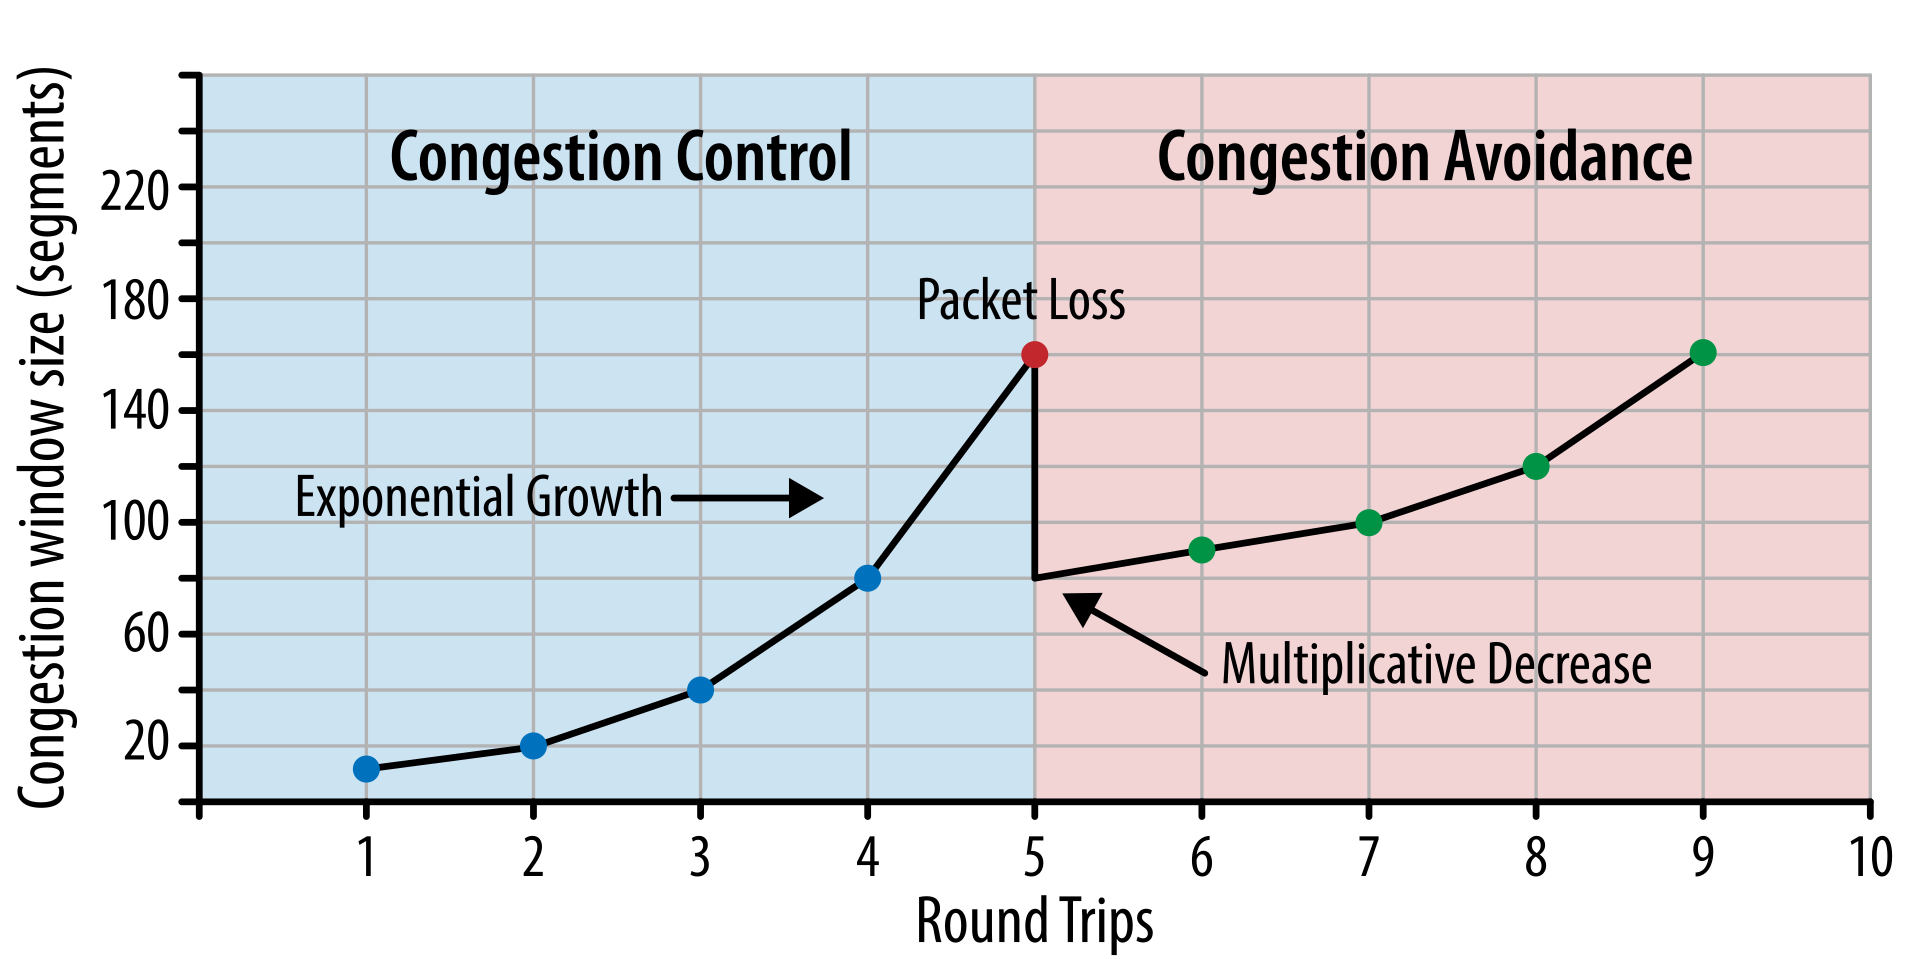 Congestion Control
Congestion Avoidance
Congestion window size (segments)
220
180
140
100
60
20
Packet Loss
Exponential Growth
Multiplicative Decrease
1 2 3 4 5 6 7 8 9 10
Round Trips